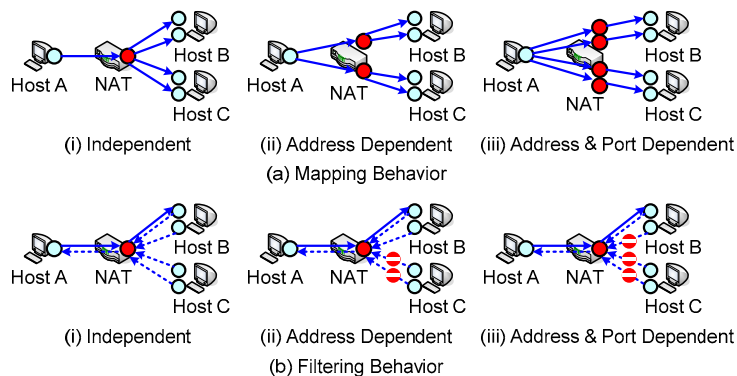 Host A
NAT
Host B
Host C
(i) Independent
Host A
NAT
Host B
Host C
(ii) Address Dependent
Host A
NAT
Host B
Host C
(iii) Address & Port Dependent
(a) Mapping Behavior
Host A
NAT
Host B
Host C
(i) Independent
Host A
NAT
Host B
Host C
(ii) Address Dependent
Host A
NAT
Host B
Host C
(iii) Address & Port Dependent
(b) Filtering Behavior